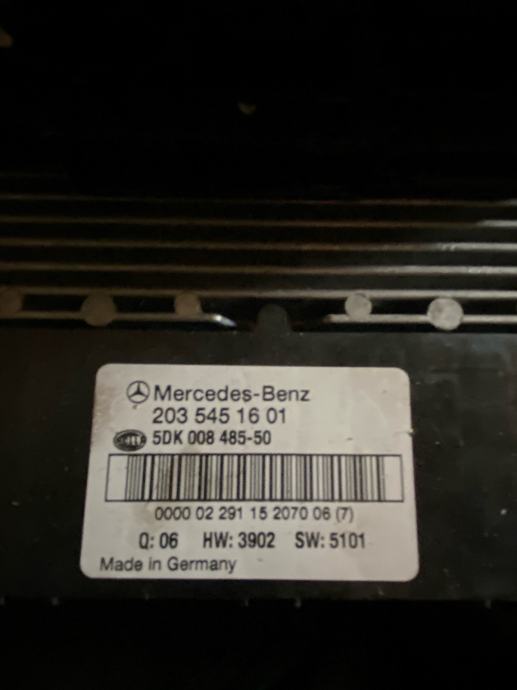 Mercedes-Benz
203 545 16 01
HELLA 5DK 008 485-50
0000 02 291 15 2070 06 (7)
Q: 06 HW: 3902 SW: 5101
Made in Germany